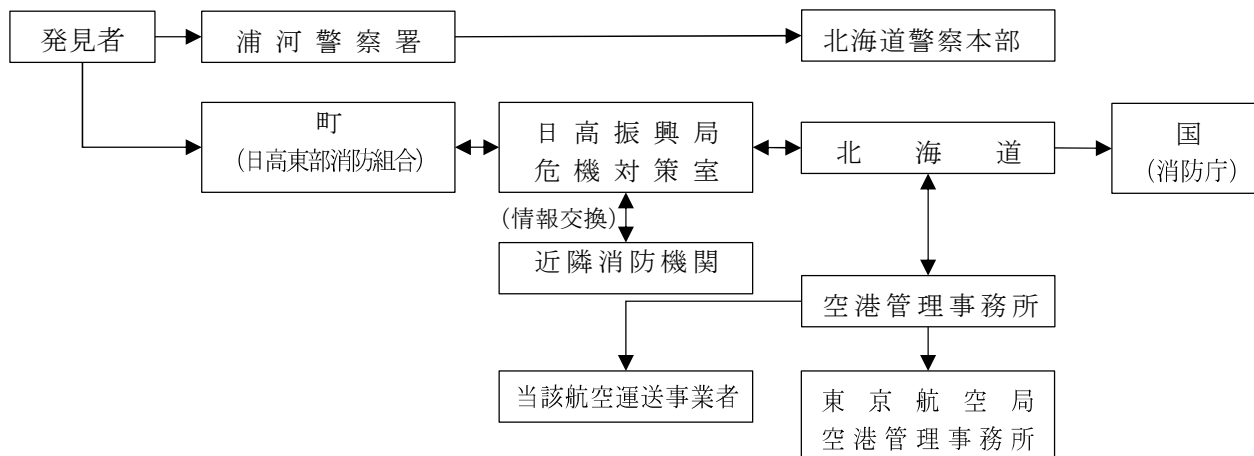 発見者
浦河警察署
北海道警察本部
町
(日高東部消防組合)
日高振興局
危機対策室
北海道
国
(消防庁)
(情報交換)
近隣消防機関
空港管理事務所
当該航空運送事業者
東京航空局
空港管理事務所